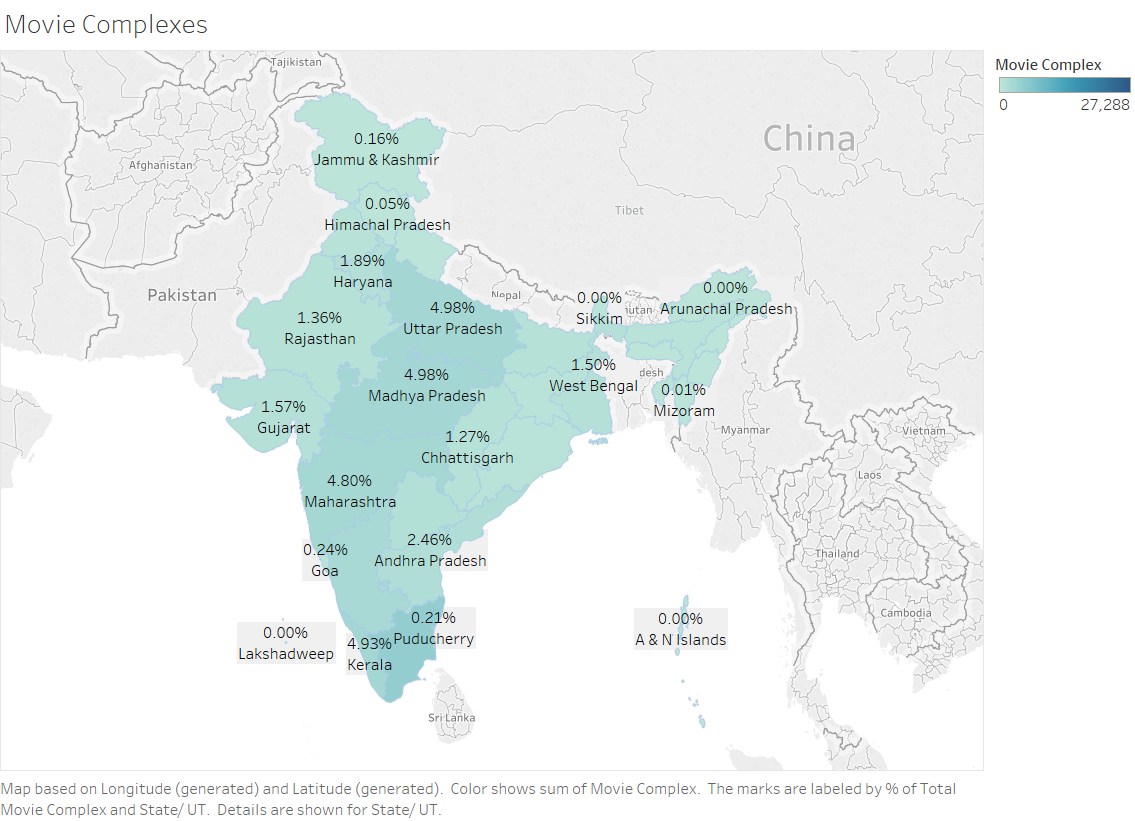 Movie Complexes
Movie Complex
0 27,288
Tajikistan
Afghanistan
China
Tibet
Pakistan
Nepal
0.16%
Jammu & Kashmir
0.05%
Himachal Pradesh
1.89%
Haryana
1.36%
Rajasthan
4.98%
Uttar Pradesh
0.00%
Sikkim
utan
0.00%
Arunachal Pradesh
4.98%
Madhya Pradesh
1.50%
West Bengal
desh
0.01%
Mizoram
1.57%
Gujarat
1.27%
Chhattisgarh
Myanmar
Vietnam
Laos
4.80%
Maharashtra
0.24%
Goa
2.46%
Andhra Pradesh
Thailand
Cambodia
0.00%
Lakshadweep
4.93%
Kerala
0.21%
Puducherry
0.00%
A & N Islands
Sri Lanka
Map based on Longitude (generated) and Latitude (generated). Color shows sum of Movie Complex. The marks are labeled by % of Total
Movie Complex and State/ UT. Details are shown for State/ UT.